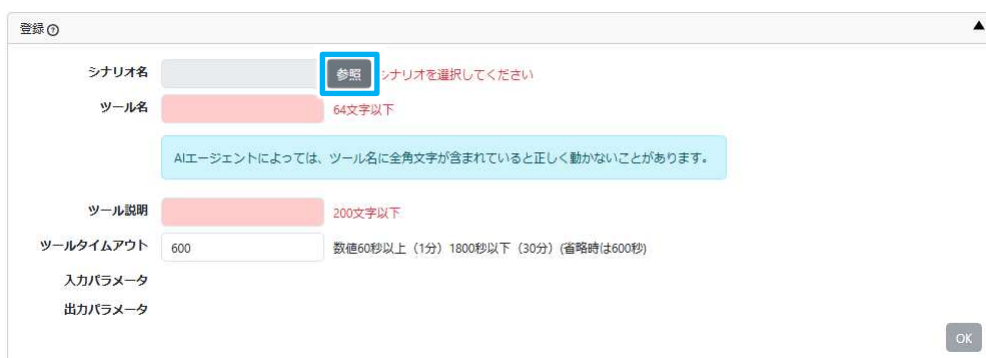 登録
シナリオ名 参照 シナリオを選択してください
ツール名 64文字以下
AIエージェントによっては、ツール名に全角文字が含まれていると正しく動かないことがあります。
ツール説明 200文字以下
ツールタイムアウト 600 数値60秒以上（1分）1800秒以下（30分）(省略時は600秒)
入力パラメータ
出力パラメータ
OK